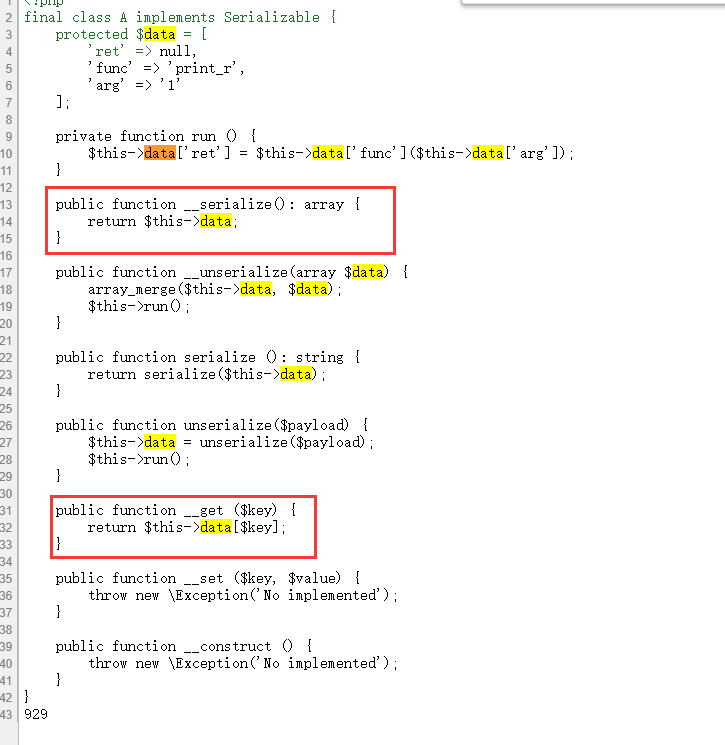 1 <?php
2 final class A implements Serializable {
3     protected $data = [
4         'ret' => null,
5         'func' => 'print_r',
6         'arg' => '1'
7     ];
8
9     private function run () {
10         $this->data['ret'] = $this->data['func']($this->data['arg']);
11     }
12
13     public function __serialize(): array {
14         return $this->data;
15     }
16
17     public function __unserialize(array $data) {
18         array_merge($this->data, $data);
19         $this->run();
20     }
21
22     public function serialize (): string {
23         return serialize($this->data);
24     }
25
26     public function unserialize($payload) {
27         $this->data = unserialize($payload);
28         $this->run();
29     }
30
31     public function __get ($key) {
32         return $this->data[$key];
33     }
34
35     public function __set ($key, $value) {
36         throw new \Exception('No implemented');
37     }
38
39     public function __construct () {
40         throw new \Exception('No implemented');
41     }
42 }
43 929